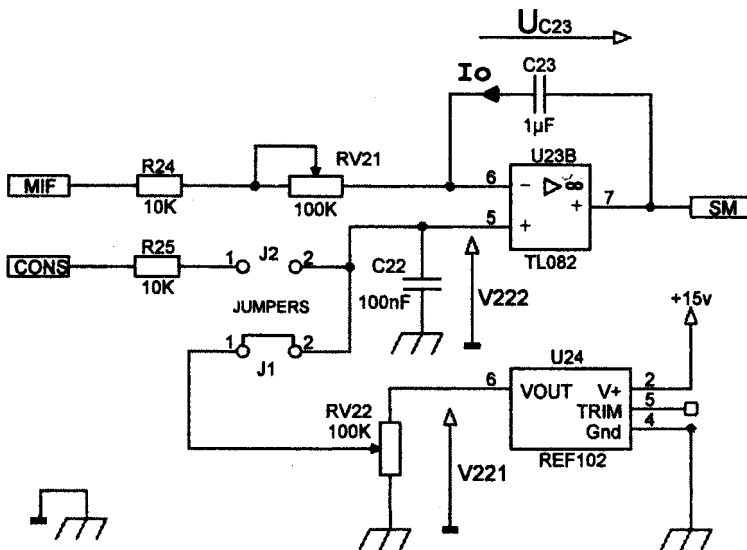 UC23
Io
C23
1µF
U23B
RV21
R24
MIF
10K
100K
6
-
▷ ∞
+
7
SM
5
+
TL082
R25
CONS
10K
1
J2
2
C22
100nF
V222
JUMPERS
1
2
J1
+15v
U24
6
VOUT
V+
2
TRIM
5
Gnd
4
REF102
RV22
100K
V221